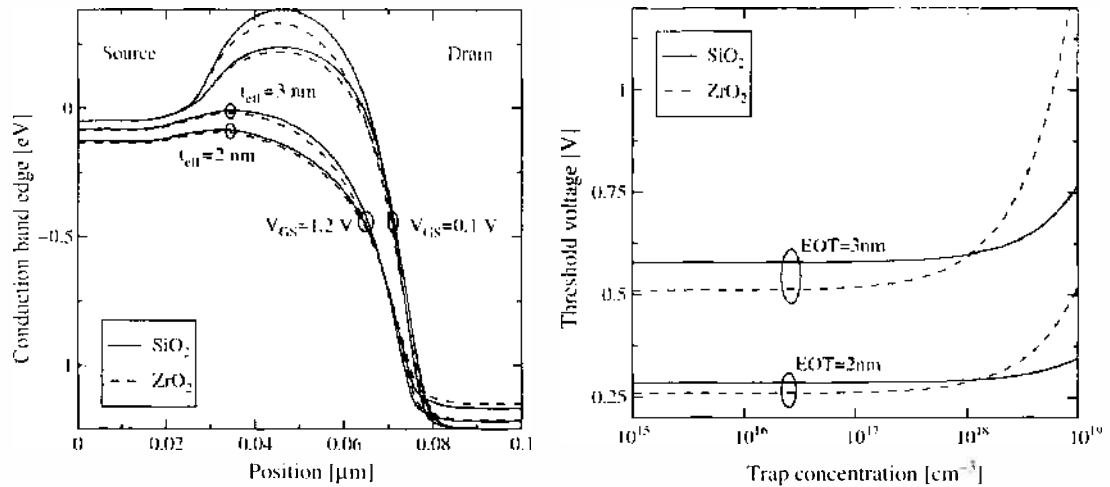 Source
Drain
t_eff=3 nm
t_eff=2 nm
V_GS=1.2 V
V_GS=0.1 V
SiO2
ZrO2
0
−0.5
1
0
0.02
0.04
0.06
0.08
0.1
Conduction band edge [eV]
Position [μm]
SiO2
ZrO2
EOT=3nm
EOT=2nm
1
0.75
0.5
0.25
10^15
10^16
10^17
10^18
10^19
Threshold voltage [V]
Trap concentration [cm^−3]